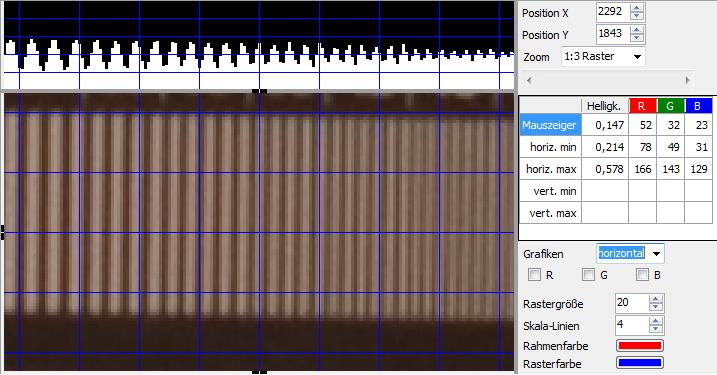 Position X 2292
Position Y 1843
Zoom 1:3 Raster
Helligk. R G B
Mauszeiger 0,147 52 32 23
horiz. min 0,214 78 49 31
horiz. max 0,578 166 143 129
vert. min
vert. max
Grafiken horizontal
R G B
Rastergröße 20
Skala-Linien 4
Rahmenfarbe
Rasterfarbe